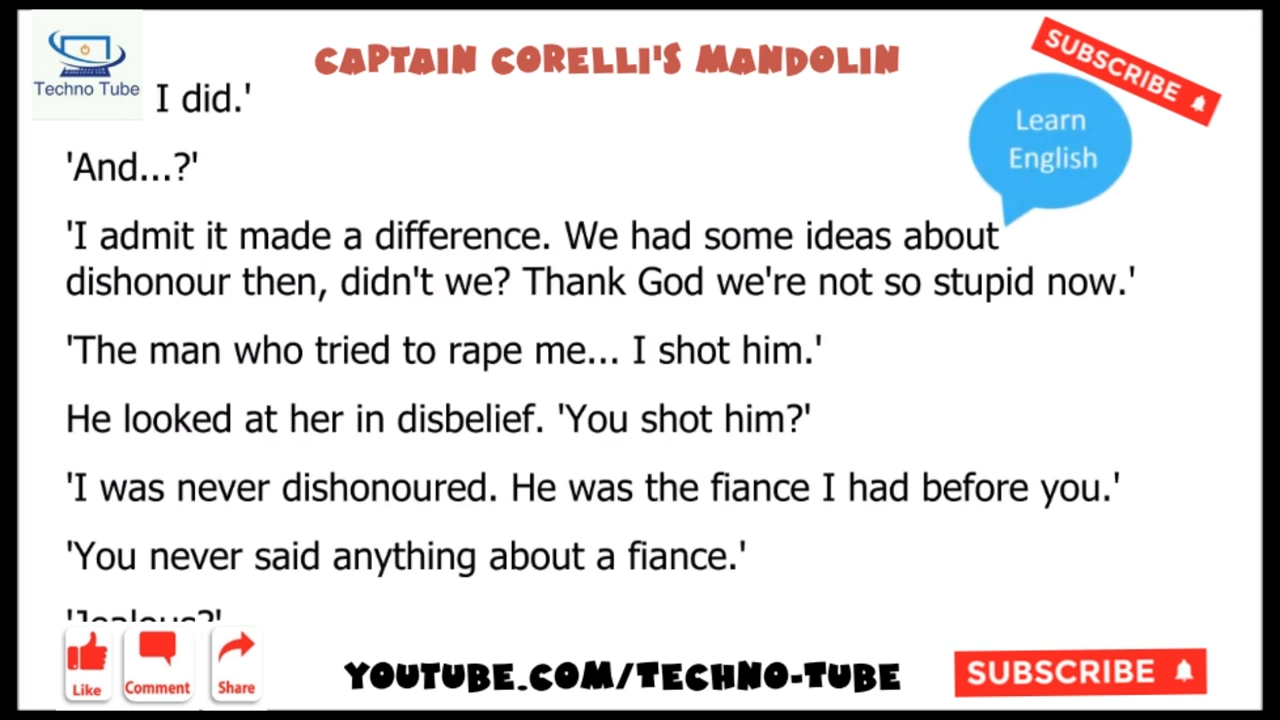 CAPTAIN CORELLI'S MANDOLIN
SUBSCRIBE
Techno Tube
Learn
English
I did.'
'And...?'
'I admit it made a difference. We had some ideas about
dishonour then, didn't we? Thank God we're not so stupid now.'
'The man who tried to rape me... I shot him.'
He looked at her in disbelief. 'You shot him?'
'I was never dishonoured. He was the fiance I had before you.'
'You never said anything about a fiance.'
'Jealous?'
Like
Comment
Share
YOUTUBE.COM/TECHNO-TUBE
SUBSCRIBE